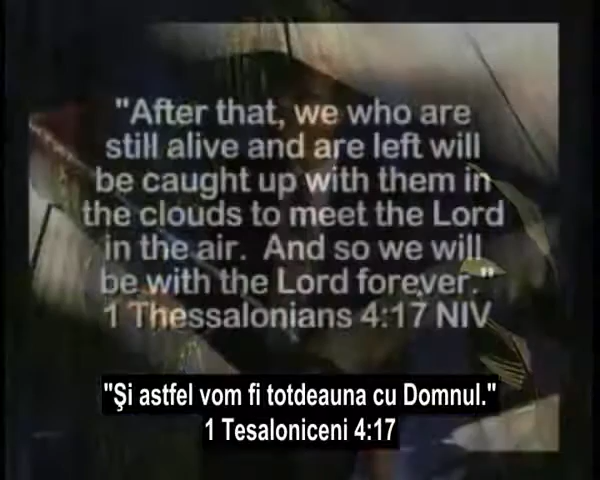 "After that, we who are
still alive and are left will
be caught up with them in
the clouds to meet the Lord
in the air. And so we will
be with the Lord forever."
1 Thessalonians 4:17 NIV
"Şi astfel vom fi totdeauna cu Domnul."
1 Tesaloniceni 4:17